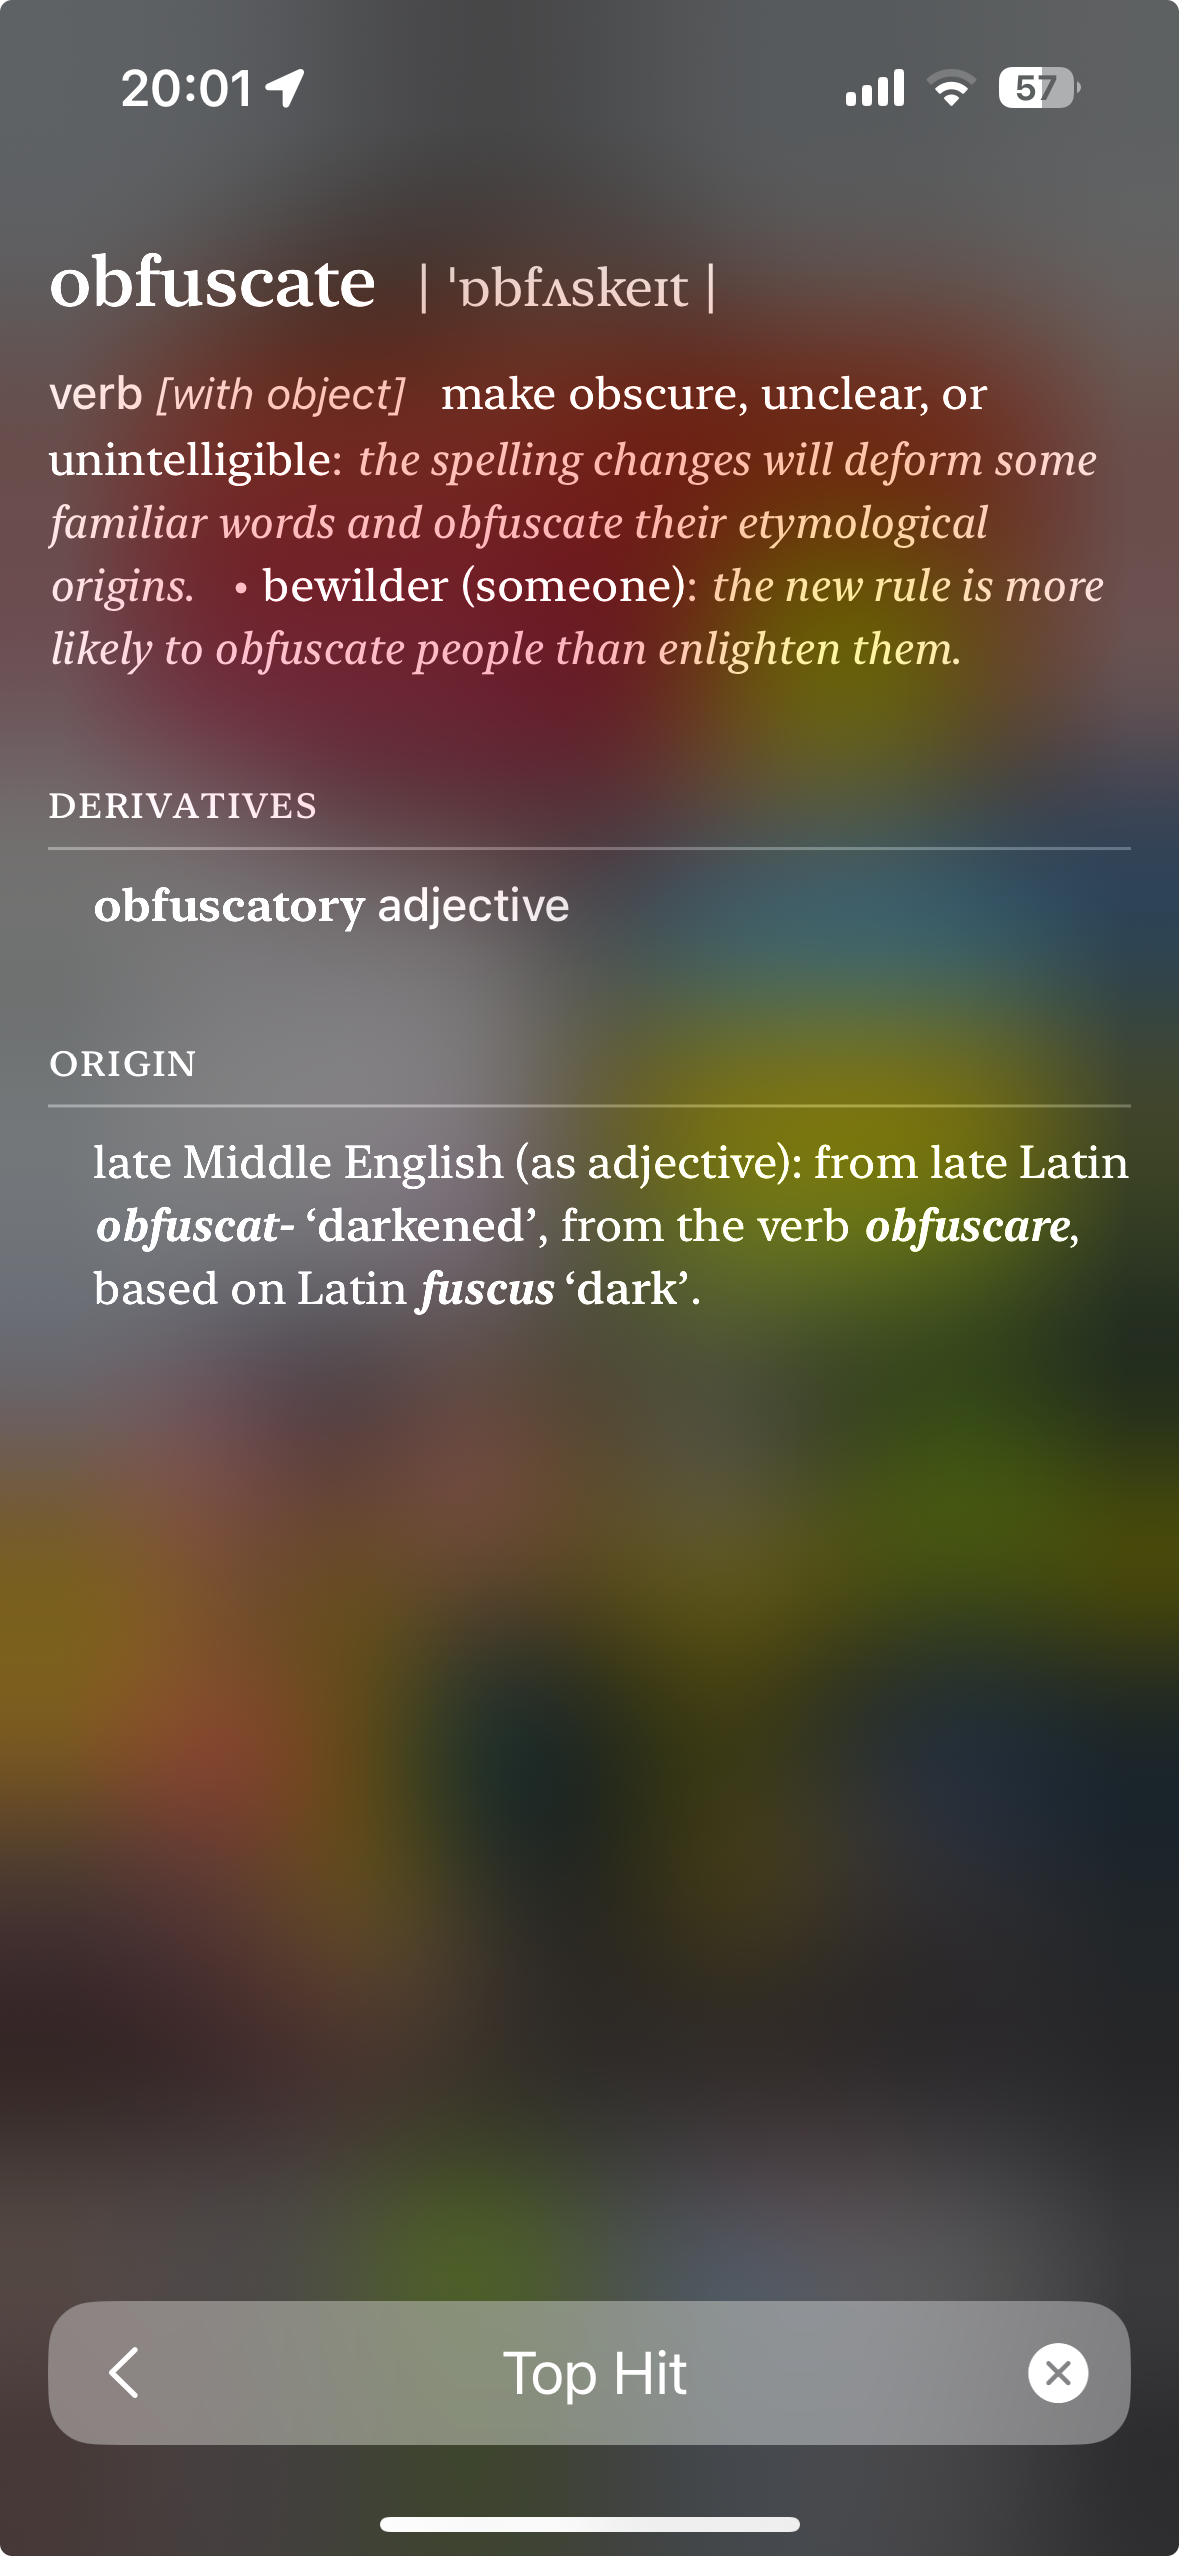 20:01
57
obfuscate | ˈɒbfʌskeɪt |
verb [with object] make obscure, unclear, or
unintelligible: the spelling changes will deform some
familiar words and obfuscate their etymological
origins. • bewilder (someone): the new rule is more
likely to obfuscate people than enlighten them.
DERIVATIVES
obfuscatory adjective
ORIGIN
late Middle English (as adjective): from late Latin
obfuscat- ‘darkened’, from the verb obfuscare,
based on Latin fuscus ‘dark’.
Top Hit